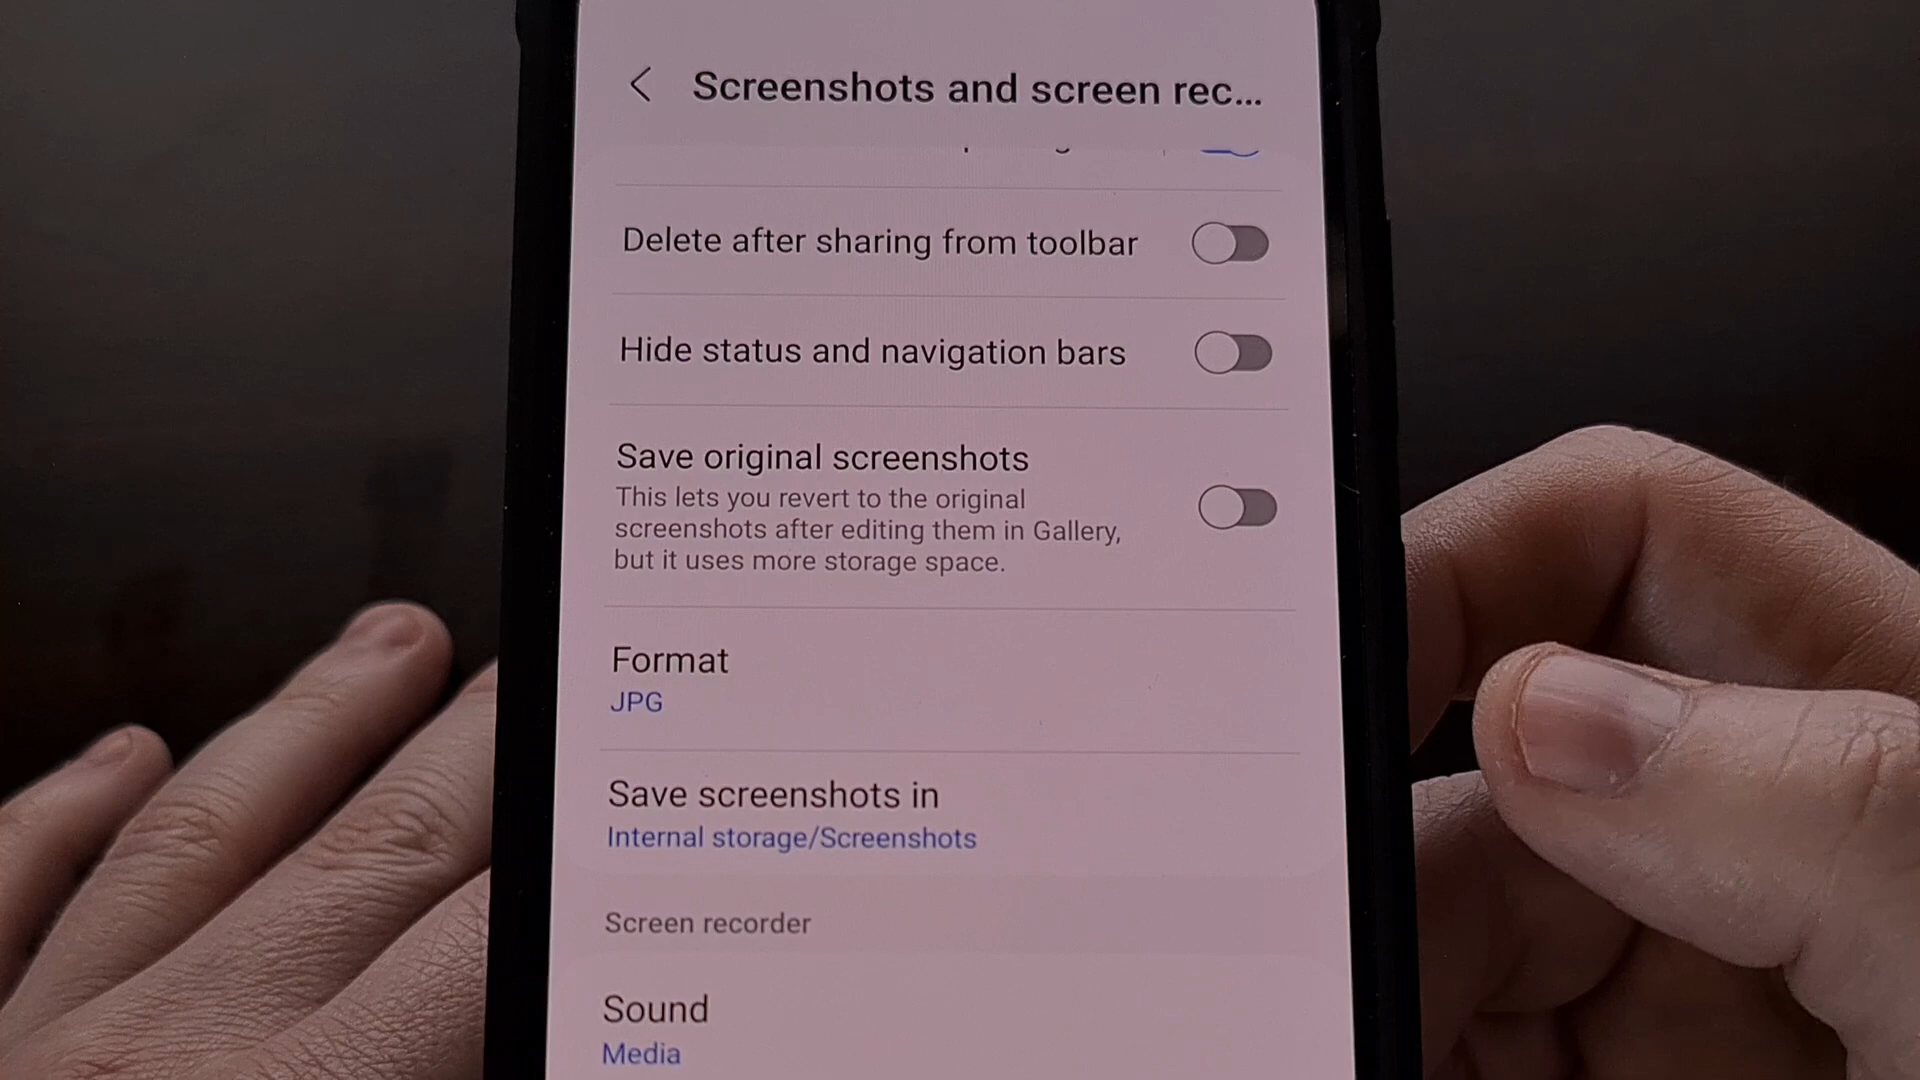 Screenshots and screen rec...
Delete after sharing from toolbar
Hide status and navigation bars
Save original screenshots
This lets you revert to the original
screenshots after editing them in Gallery,
but it uses more storage space.
Format
JPG
Save screenshots in
Internal storage/Screenshots
Screen recorder
Sound
Media